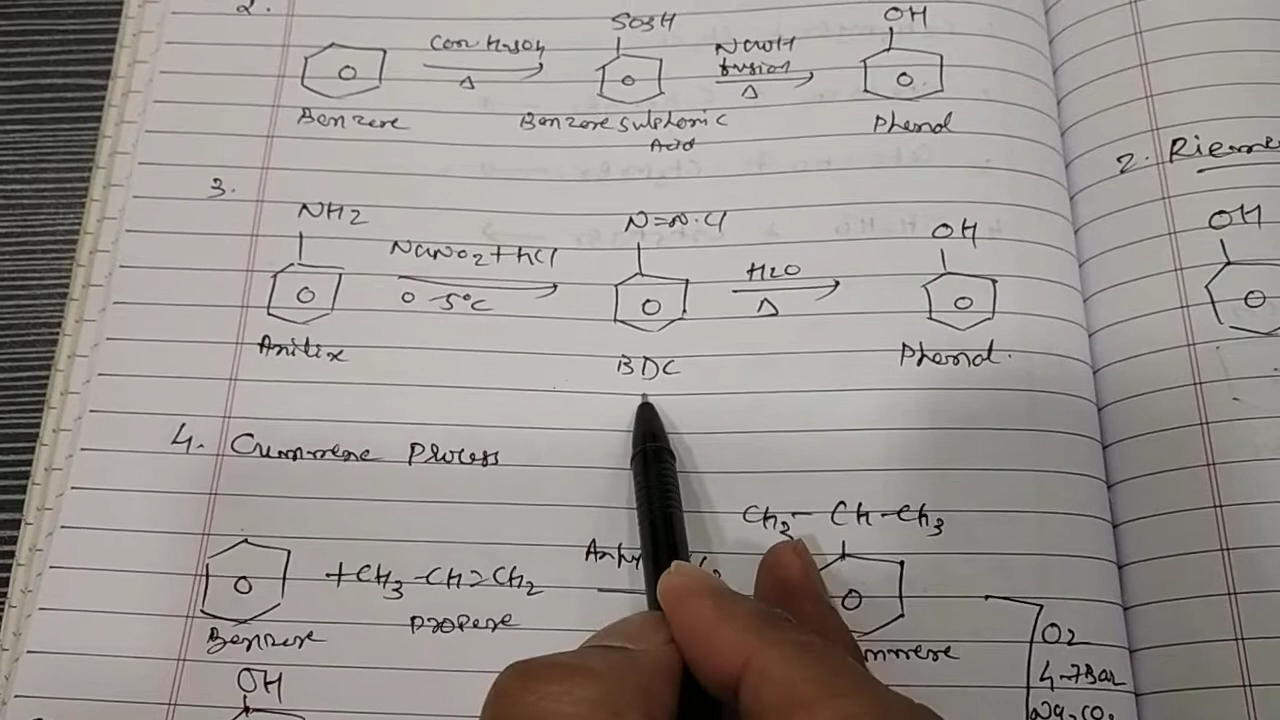 2.
SO3H
OH
Con H2SO4
Δ
NaOH
fusion
Δ
Benzene
Benzene sulphonic
Acid
Phenol
3.
NH2
NaNO2 + HCl
0-5°C
N=N·Cl
H2O
Δ
OH
Aniline
BDC
Phenol.
4. Cummene Process
CH3-CH-CH3
+CH3-CH=CH2
Benzene
propene
O2
4-7Bar
OH
2.
OH